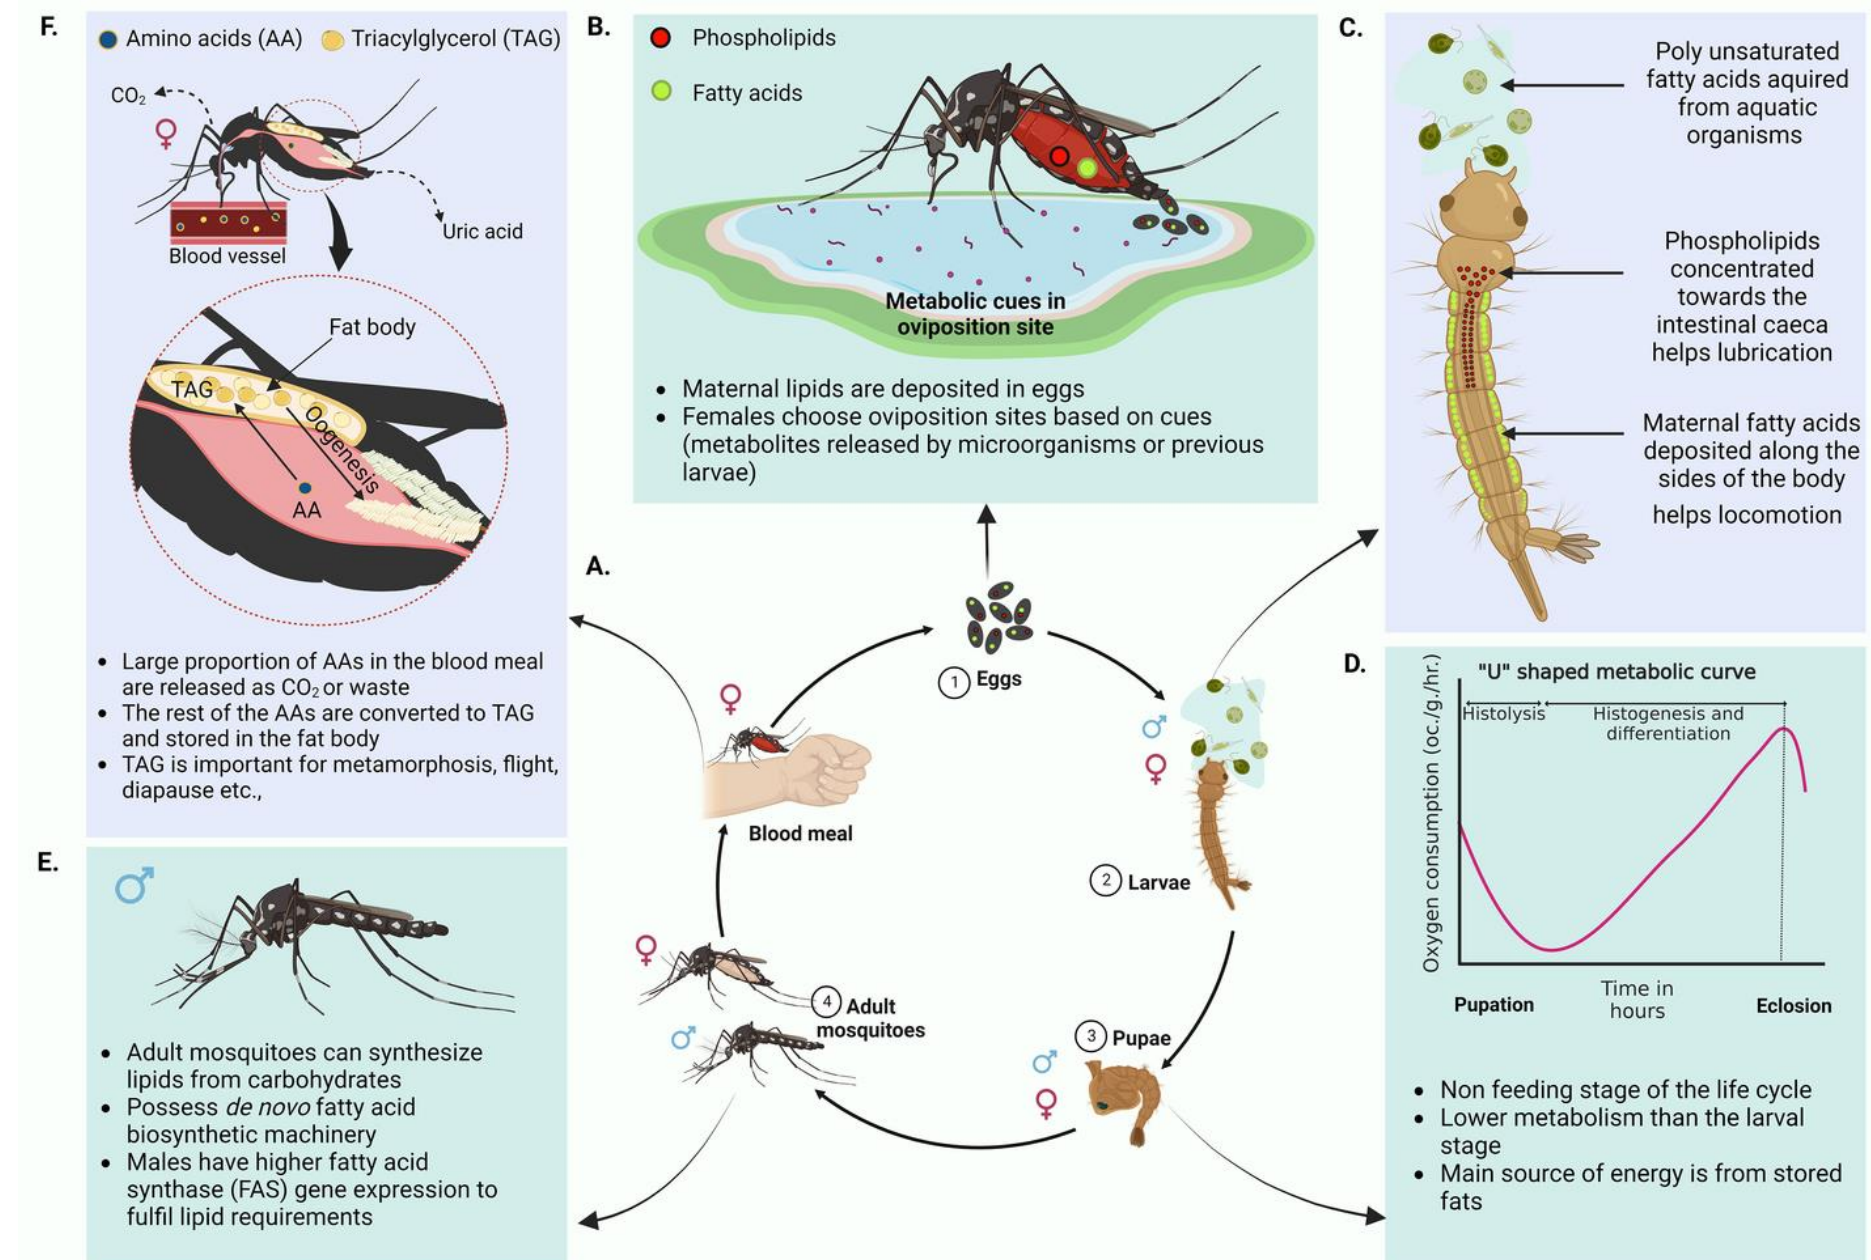 F.
Amino acids (AA)
Triacylglycerol (TAG)
CO₂
Uric acid
Blood vessel
Fat body
TAG
Oogenesis
AA
• Large proportion of AAs in the blood meal
are released as CO₂ or waste
• The rest of the AAs are converted to TAG
and stored in the fat body
• TAG is important for metamorphosis, flight,
diapause etc.,
B.
Phospholipids
Fatty acids
Metabolic cues in
oviposition site
• Maternal lipids are deposited in eggs
• Females choose oviposition sites based on cues
(metabolites released by microorganisms or previous
larvae)
C.
Poly unsaturated
fatty acids aquired
from aquatic
organisms
Phospholipids
concentrated
towards the
intestinal caeca
helps lubrication
Maternal fatty acids
deposited along the
sides of the body
helps locomotion
A.
1 Eggs
2 Larvae
3 Pupae
4 Adult
mosquitoes
Blood meal
D.
"U" shaped metabolic curve
Histolysis
Histogenesis and
differentiation
Oxygen consumption (oc./g./hr.)
Time in
hours
Pupation
Eclosion
• Non feeding stage of the life cycle
• Lower metabolism than the larval
stage
• Main source of energy is from stored
fats
E.
• Adult mosquitoes can synthesize
lipids from carbohydrates
• Possess de novo fatty acid
biosynthetic machinery
• Males have higher fatty acid
synthase (FAS) gene expression to
fulfil lipid requirements